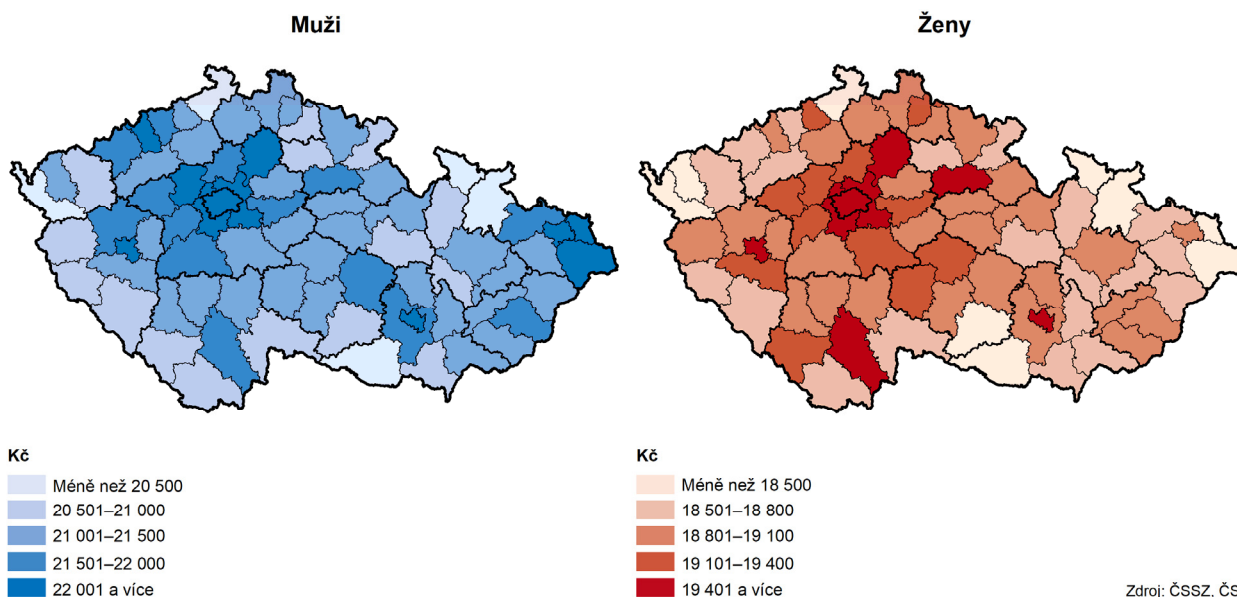 Muži
Ženy
Kč
Méně než 20 500
20 501–21 000
21 001–21 500
21 501–22 000
22 001 a více
Kč
Méně než 18 500
18 501–18 800
18 801–19 100
19 101–19 400
19 401 a více
Zdroj: ČSSZ, ČS